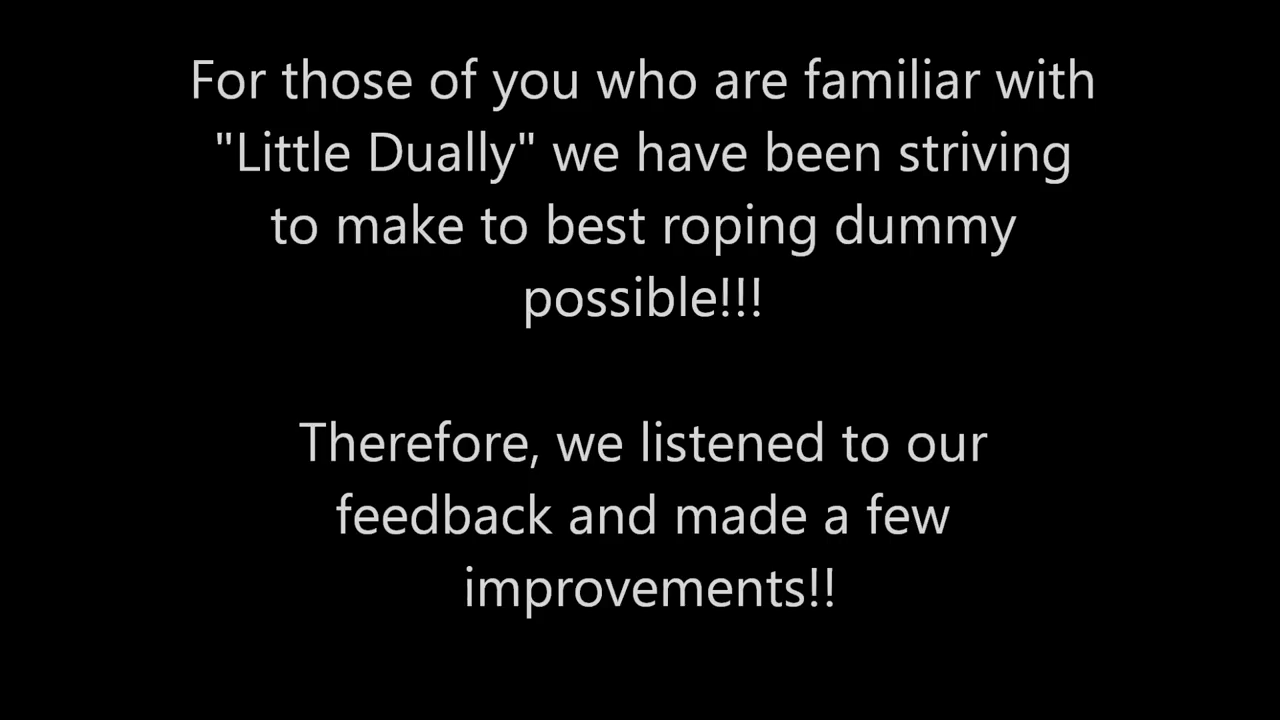 For those of you who are familiar with
"Little Dually" we have been striving
to make to best roping dummy
possible!!!
Therefore, we listened to our
feedback and made a few
improvements!!